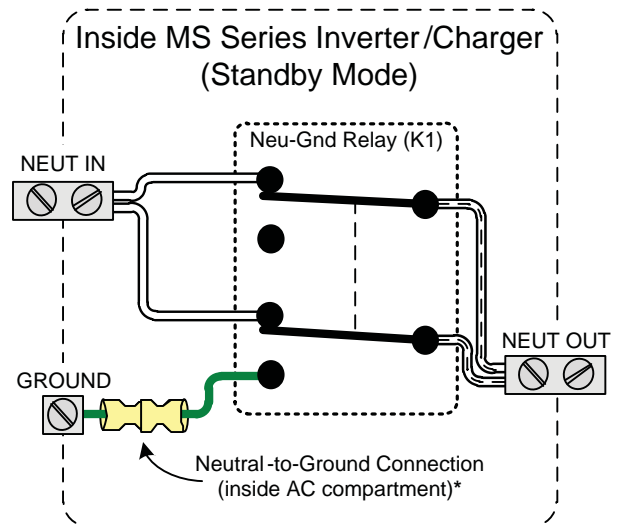 Inside MS Series Inverter/Charger
(Standby Mode)
Neu-Gnd Relay (K1)
NEUT IN
NEUT OUT
GROUND
Neutral-to-Ground Connection
(inside AC compartment)*